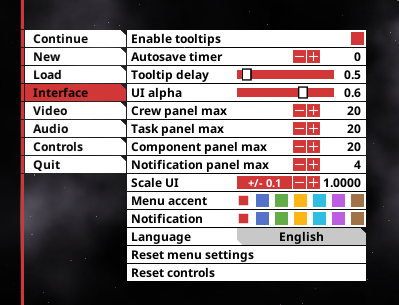 Continue
New
Load
Interface
Video
Audio
Controls
Quit
Enable tooltips
Autosave timer − + 0
Tooltip delay 0.5
UI alpha 0.6
Crew panel max − + 20
Task panel max − + 20
Component panel max − + 20
Notification panel max − + 4
Scale UI +/- 0.1 − + 1.0000
Menu accent
Notification
Language English
Reset menu settings
Reset controls